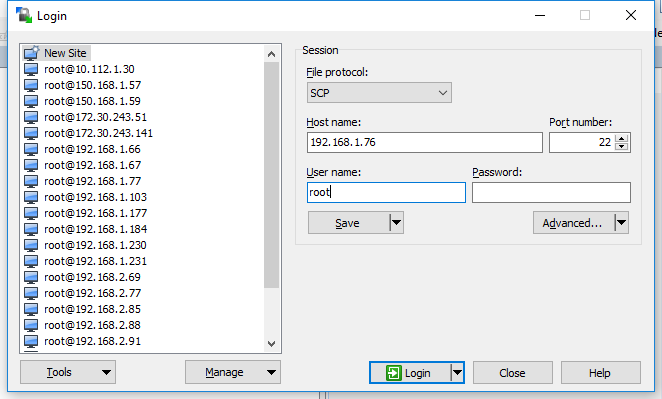 Login
New Site
root@10.112.1.30
root@150.168.1.57
root@150.168.1.59
root@172.30.243.51
root@172.30.243.141
root@192.168.1.66
root@192.168.1.67
root@192.168.1.77
root@192.168.1.103
root@192.168.1.177
root@192.168.1.184
root@192.168.1.230
root@192.168.1.231
root@192.168.2.69
root@192.168.2.77
root@192.168.2.85
root@192.168.2.88
root@192.168.2.91
Tools
Manage
Session
File protocol:
SCP
Host name:
Port number:
192.168.1.76
22
User name:
Password:
root
Save
Advanced...
Login
Close
Help